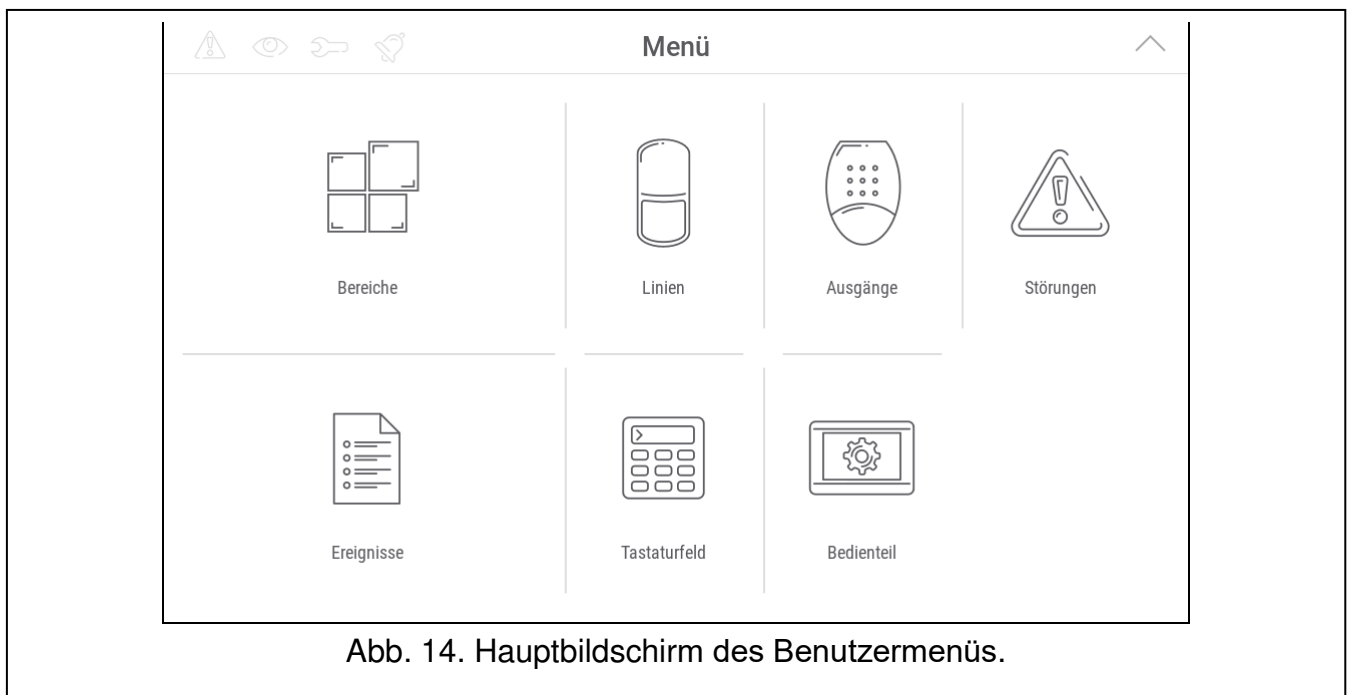 Menü
Bereiche
Linien
Ausgänge
Störungen
Ereignisse
Tastaturfeld
Bedienteil
Abb. 14. Hauptbildschirm des Benutzermenüs.